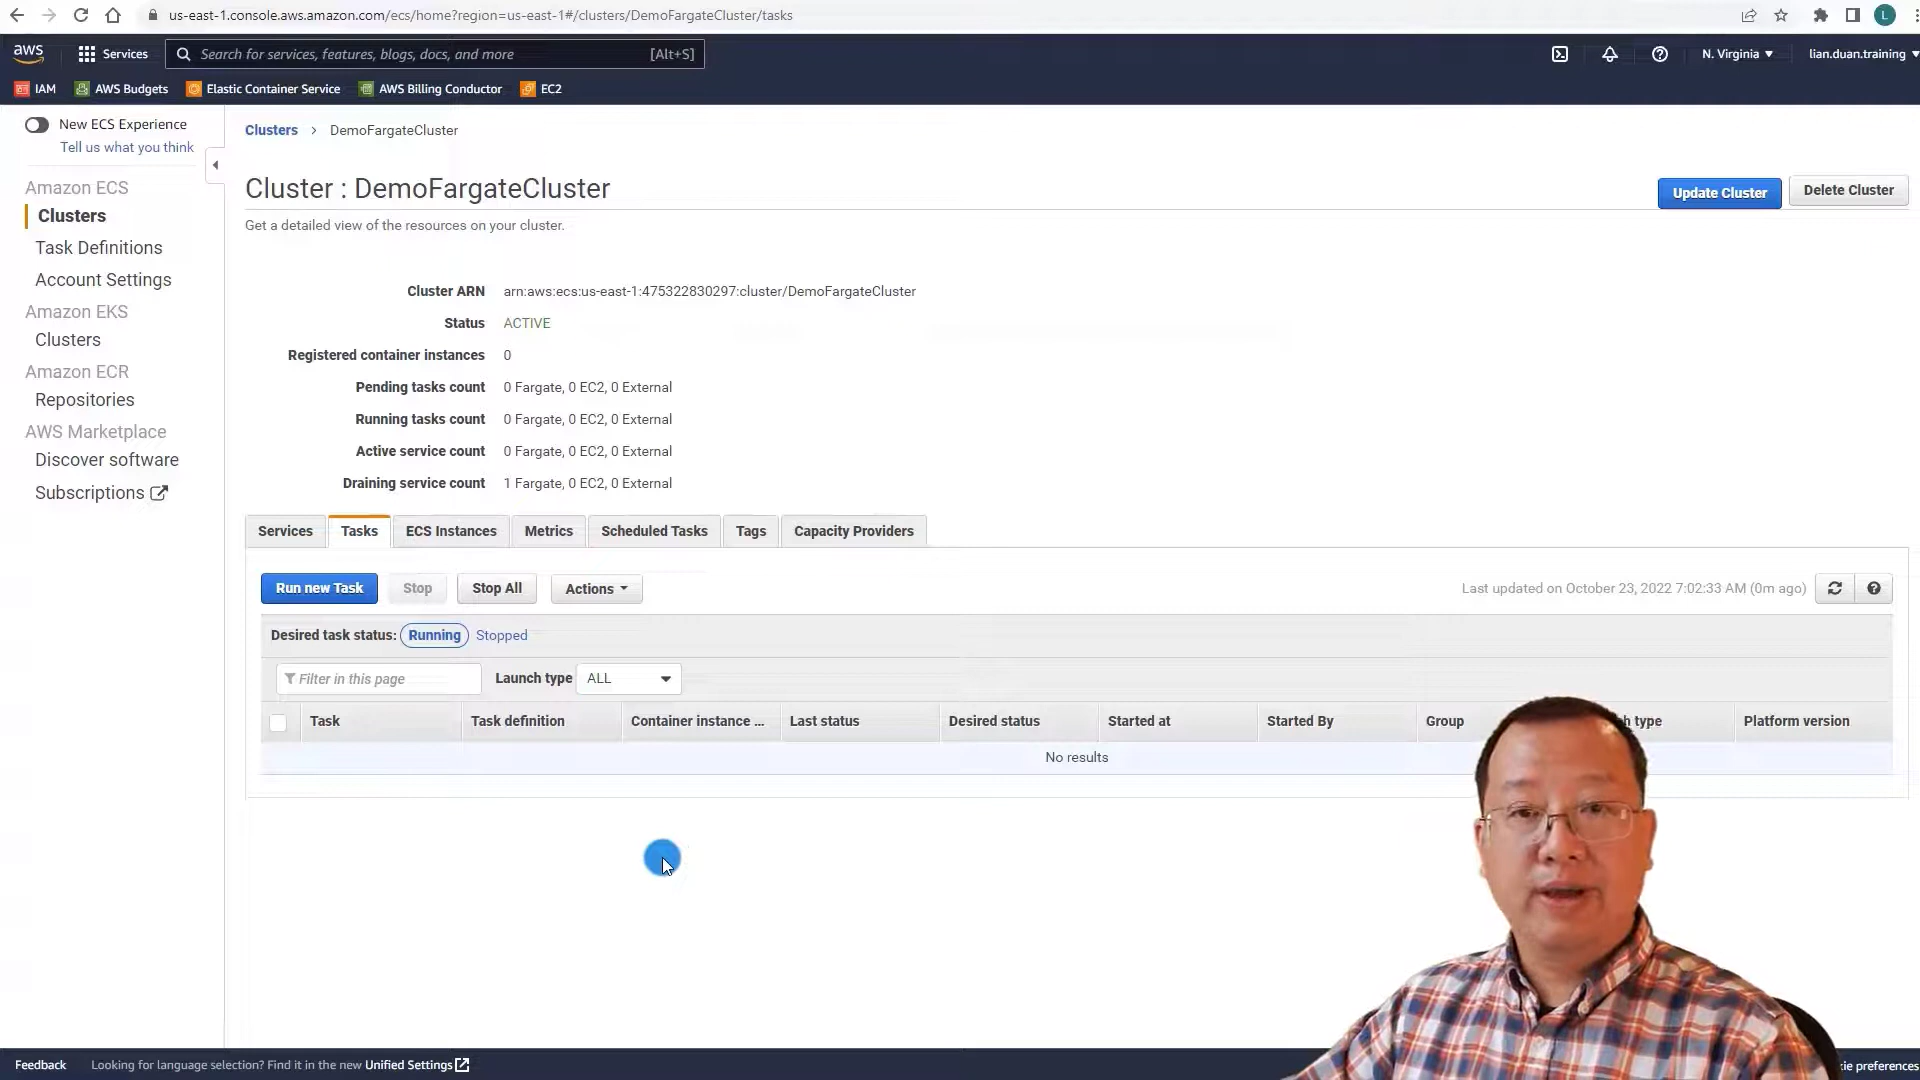 us-east-1.console.aws.amazon.com/ecs/home?region=us-east-1#/clusters/DemoFargateCluster/tasks
L
aws
Services
Search for services, features, blogs, docs, and more
[Alt+S]
N. Virginia
lian.duan.training
IAM
AWS Budgets
Elastic Container Service
AWS Billing Conductor
EC2
New ECS Experience
Tell us what you think
Amazon ECS
Clusters
Task Definitions
Account Settings
Amazon EKS
Clusters
Amazon ECR
Repositories
AWS Marketplace
Discover software
Subscriptions
Clusters > DemoFargateCluster
Cluster : DemoFargateCluster
Update Cluster
Delete Cluster
Get a detailed view of the resources on your cluster.
Cluster ARN arn:aws:ecs:us-east-1:475322830297:cluster/DemoFargateCluster
Status ACTIVE
Registered container instances 0
Pending tasks count 0 Fargate, 0 EC2, 0 External
Running tasks count 0 Fargate, 0 EC2, 0 External
Active service count 0 Fargate, 0 EC2, 0 External
Draining service count 1 Fargate, 0 EC2, 0 External
Services
Tasks
ECS Instances
Metrics
Scheduled Tasks
Tags
Capacity Providers
Run new Task
Stop
Stop All
Actions
Last updated on October 23, 2022 7:02:33 AM (0m ago)
Desired task status: Running Stopped
Filter in this page
Launch type ALL
Task
Task definition
Container instance ...
Last status
Desired status
Started at
Started By
Group
type
Platform version
No results
Feedback
Looking for language selection? Find it in the new Unified Settings
preferences